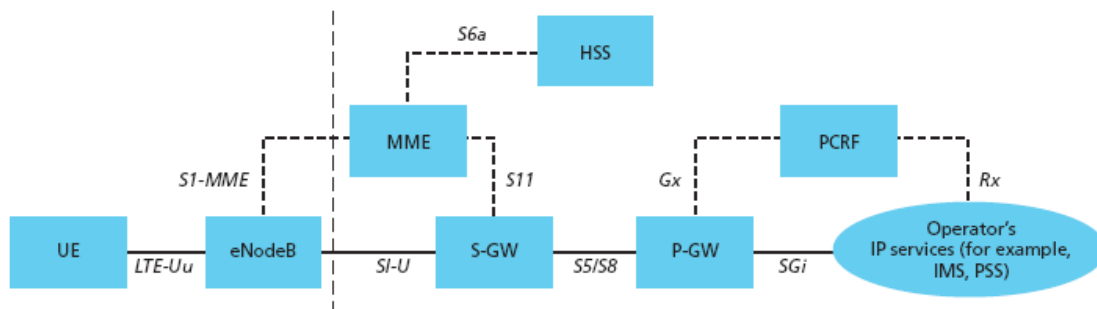 S6a
HSS
MME
PCRF
S1-MME
S11
Gx
Rx
UE
LTE-Uu
eNodeB
SI-U
S-GW
S5/S8
P-GW
SGi
Operator's
IP services (for example,
IMS, PSS)